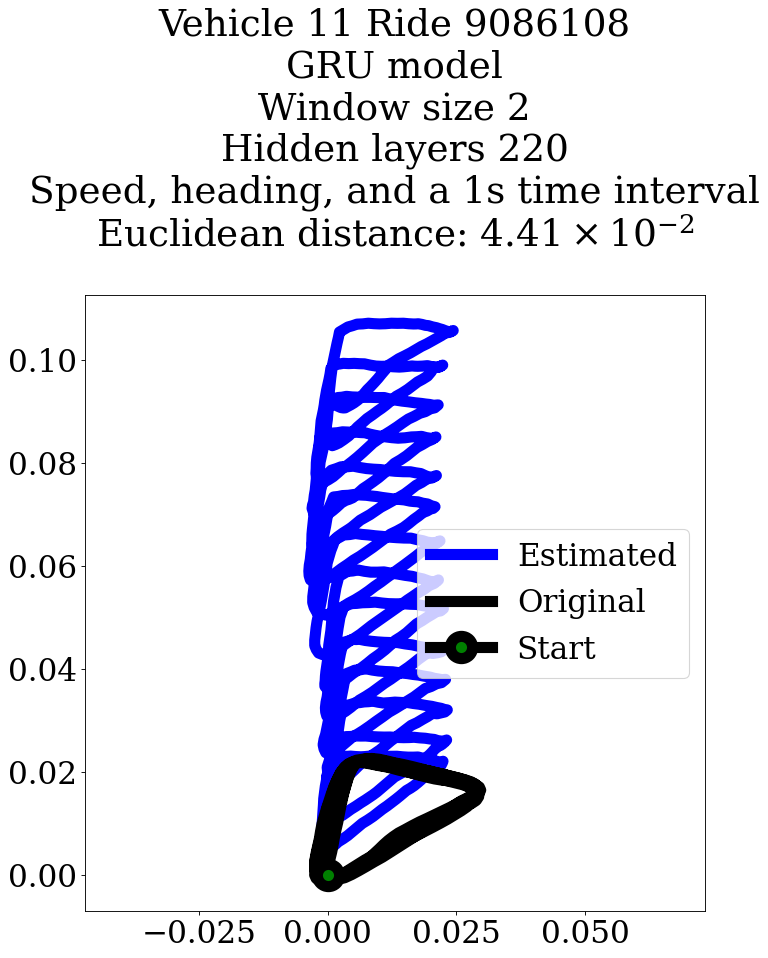 Vehicle 11 Ride 9086108
GRU model
Window size 2
Hidden layers 220
Speed, heading, and a 1s time interval
Euclidean distance: 4.41 × 10⁻²
0.10
0.08
0.06
0.04
0.02
0.00
Estimated
Original
Start
−0.025 0.000 0.025 0.050